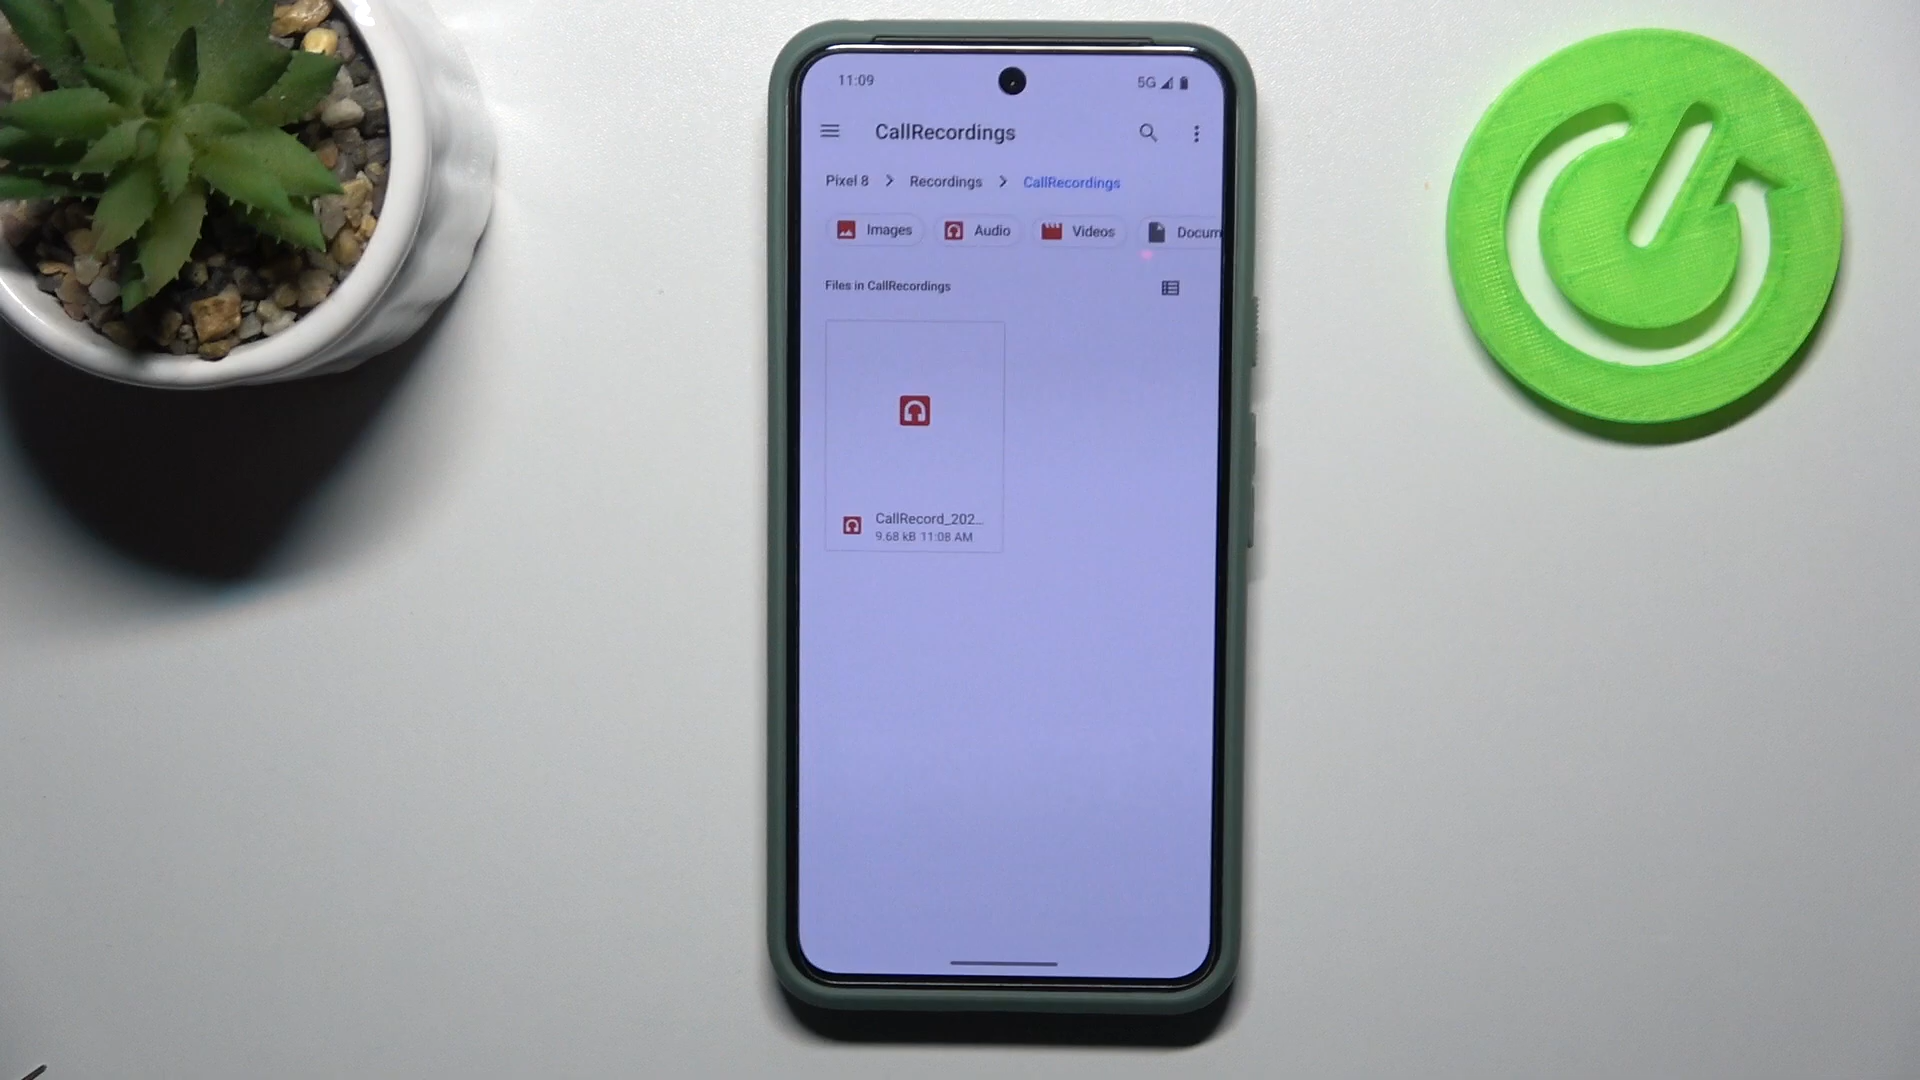 11:09 5G
CallRecordings
Pixel 8 > Recordings > CallRecordings
Images Audio Videos Docum
Files in CallRecordings
CallRecord_202...
9.68 kB 11:08 AM